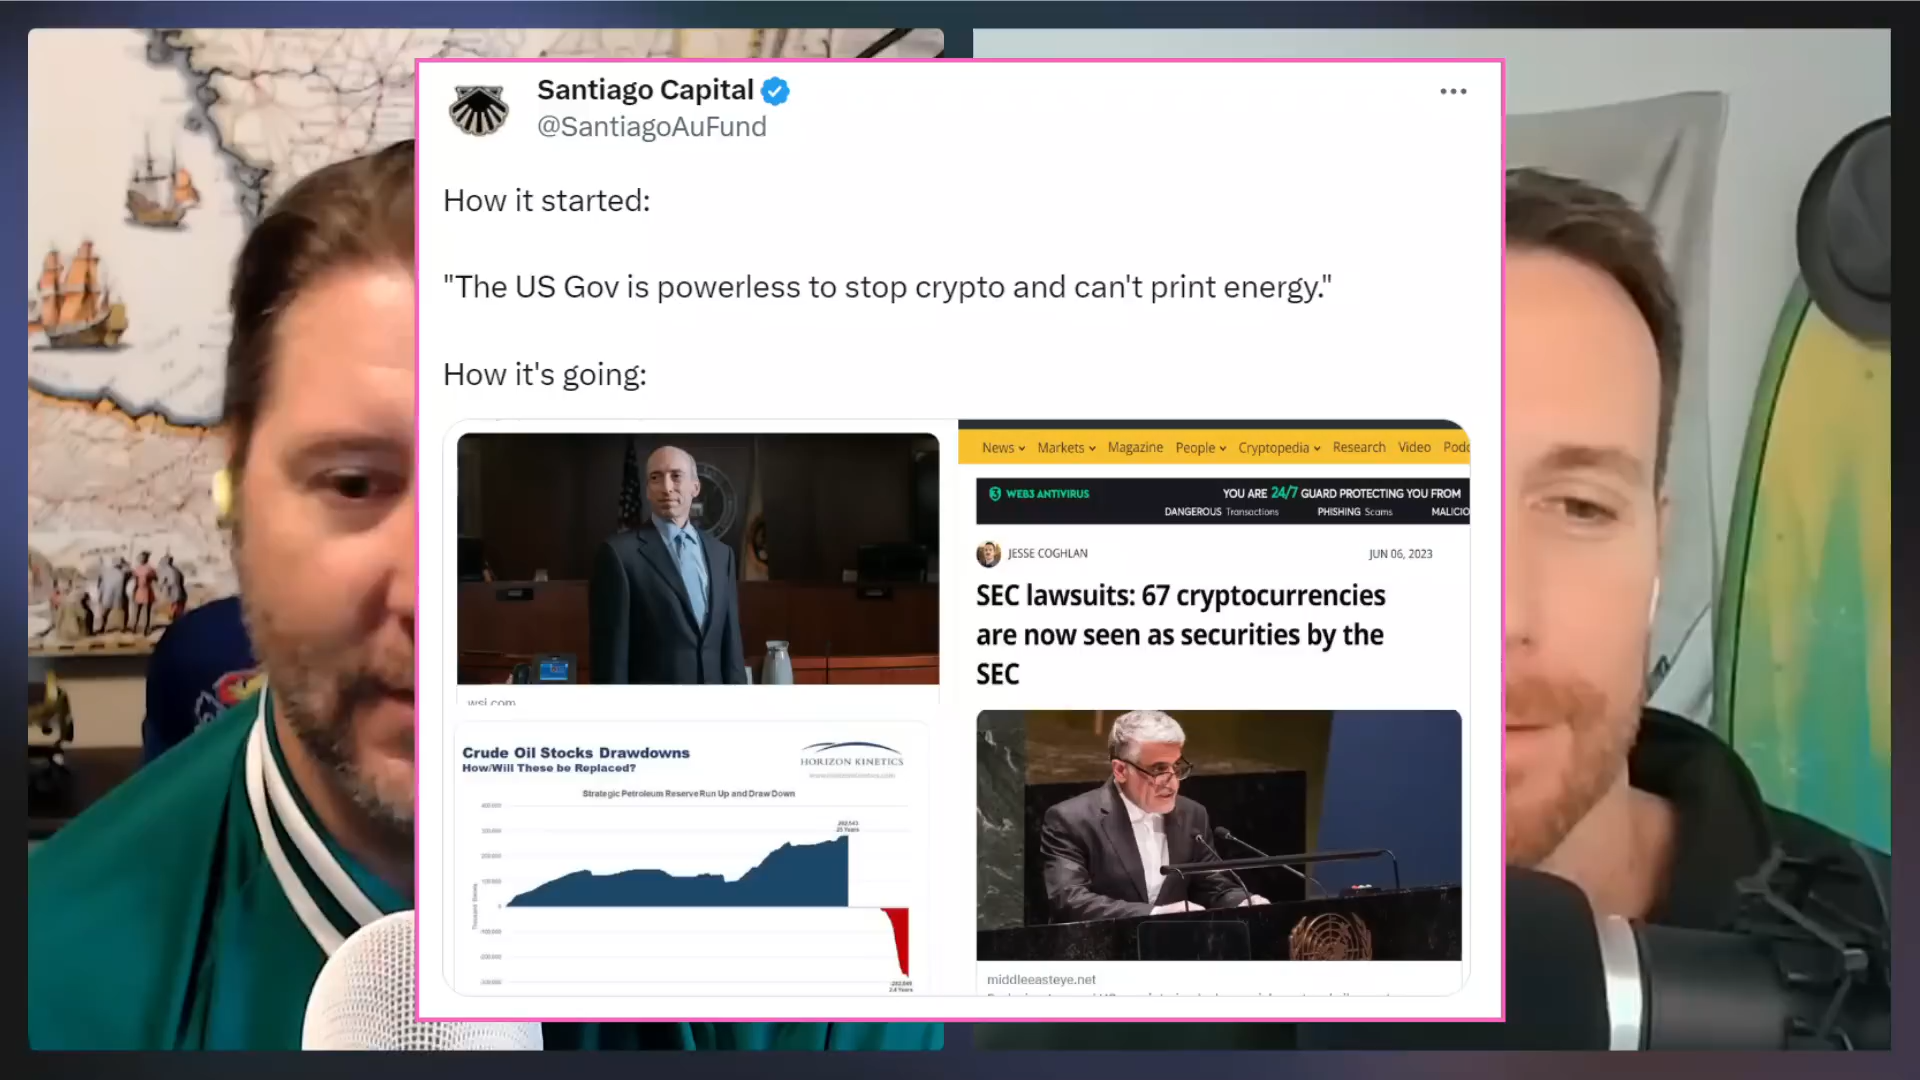 Santiago Capital
@SantiagoAuFund
How it started:
"The US Gov is powerless to stop crypto and can't print energy."
How it's going:
wsj.com
News Markets Magazine People Cryptopedia Research Video Podc
WEB3 ANTIVIRUS
YOU ARE 24/7 GUARD PROTECTING YOU FROM
DANGEROUS Transactions PHISHING Scams MALICIO
JESSE COGHLAN
JUN 06, 2023
SEC lawsuits: 67 cryptocurrencies
are now seen as securities by the
SEC
Crude Oil Stocks Drawdowns
How/Will These be Replaced?
HORIZON KINETICS
Strategic Petroleum Reserve Run Up and Draw Down
middleeasteye.net